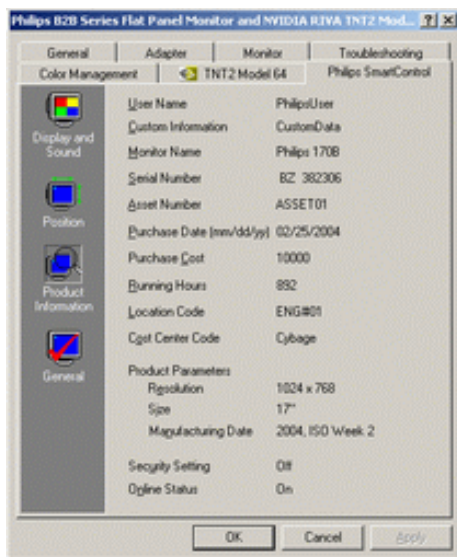 Philips B2B Series Flat Panel Monitor and NVIDIA RIVA TNT2 Mod...
General Adapter Monitor Troubleshooting
Color Management TNT2 Model 64 Philips SmartControl
Display and Sound
Position
Product Information
General
User Name PhilipsUser
Custom Information CustomData
Monitor Name Philips 170B
Serial Number BZ 382306
Asset Number ASSET01
Purchase Date (mm/dd/yy) 02/25/2004
Purchase Cost 10000
Running Hours 892
Location Code ENG#01
Cost Center Code Cybage
Product Parameters
Resolution 1024 x 768
Size 17"
Manufacturing Date 2004, ISO Week 2
Security Setting Off
Online Status On
OK Cancel Apply